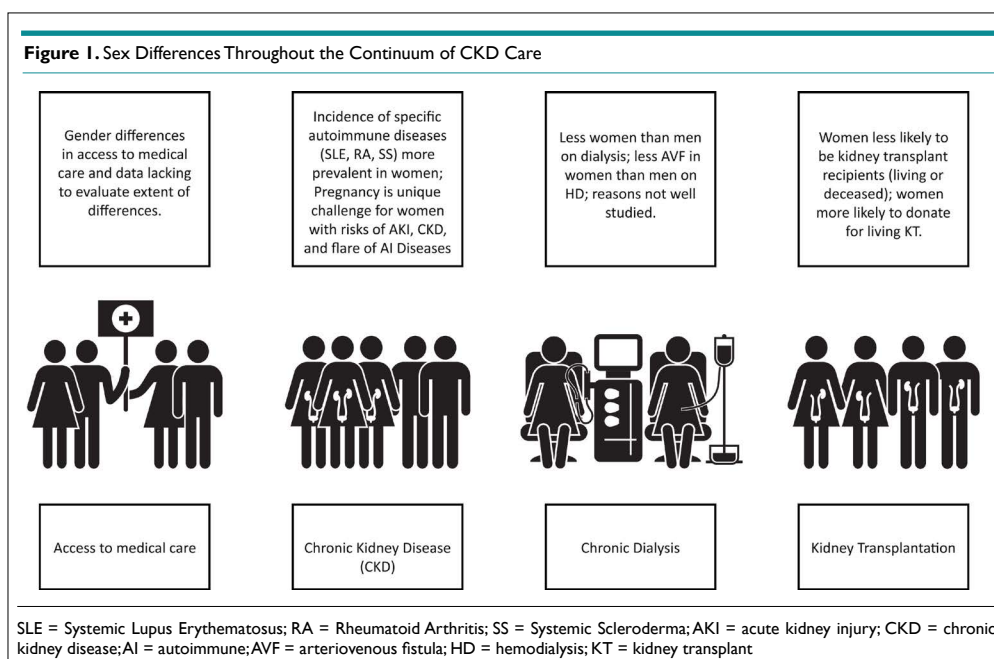 Figure 1. Sex Differences Throughout the Continuum of CKD Care
Gender differences
in access to medical
care and data lacking
to evaluate extent of
differences.
Incidence of specific
autoimmune diseases
(SLE, RA, SS) more
prevalent in women;
Pregnancy is unique
challenge for women
with risks of AKI, CKD,
and flare of AI Diseases
Less women than men
on dialysis; less AVF in
women than men on
HD; reasons not well
studied.
Women less likely to
be kidney transplant
recipients (living or
deceased); women
more likely to donate
for living KT.
Access to medical care
Chronic Kidney Disease
(CKD)
Chronic Dialysis
Kidney Transplantation
SLE = Systemic Lupus Erythematosus; RA = Rheumatoid Arthritis; SS = Systemic Scleroderma; AKI = acute kidney injury; CKD = chronic
kidney disease; AI = autoimmune; AVF = arteriovenous fistula; HD = hemodialysis; KT = kidney transplant